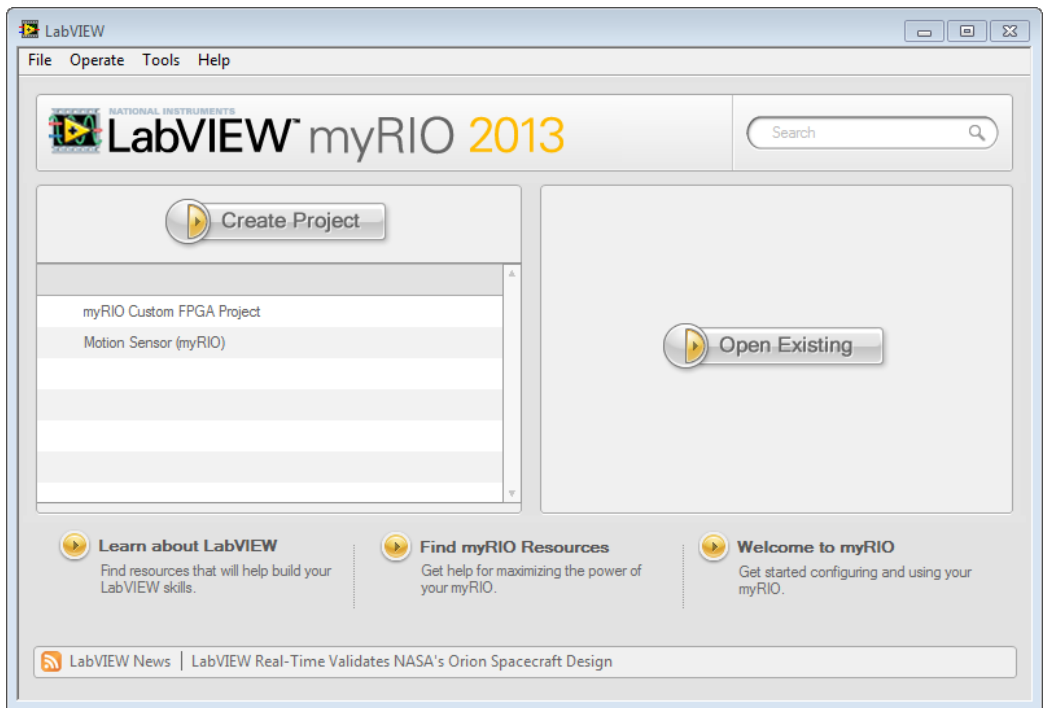 LabVIEW
File Operate Tools Help
NATIONAL INSTRUMENTS
LabVIEW™ myRIO 2013
Search
Create Project
myRIO Custom FPGA Project
Motion Sensor (myRIO)
Open Existing
Learn about LabVIEW
Find resources that will help build your
LabVIEW skills.
Find myRIO Resources
Get help for maximizing the power of
your myRIO.
Welcome to myRIO
Get started configuring and using your
myRIO.
LabVIEW News | LabVIEW Real-Time Validates NASA's Orion Spacecraft Design